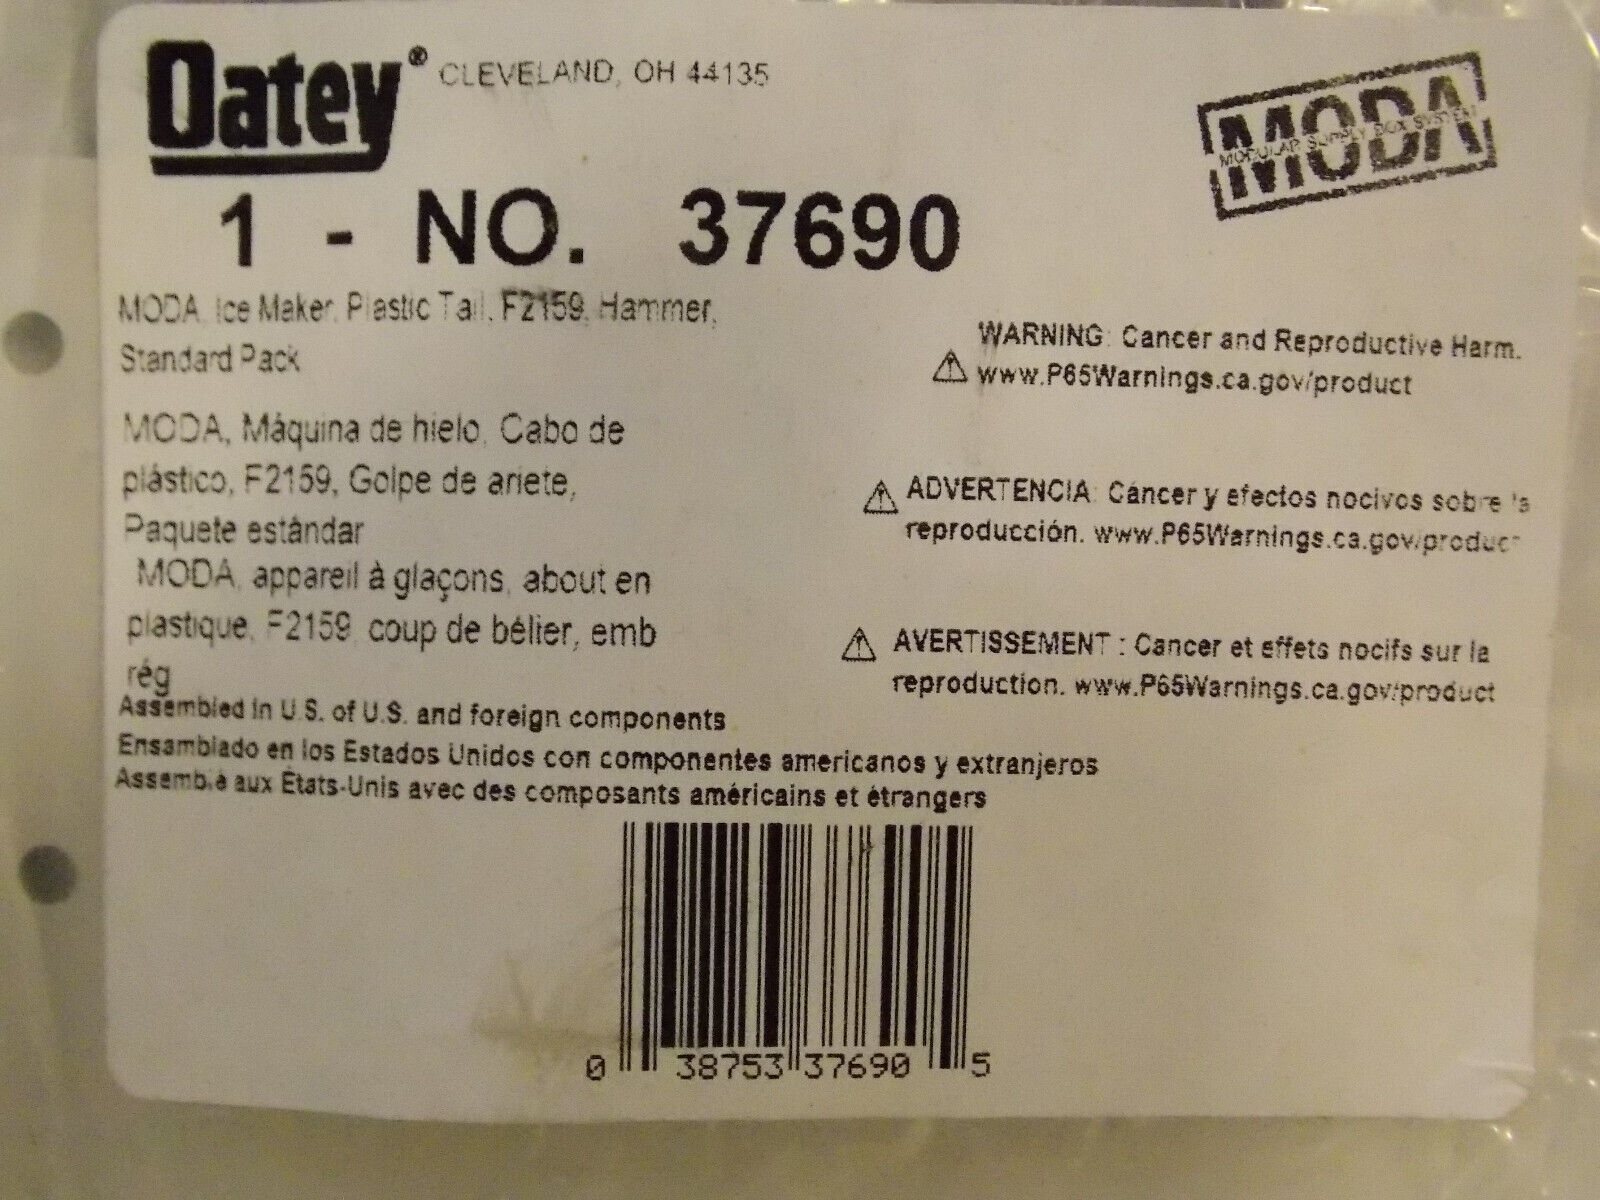 Oatey® CLEVELAND, OH 44135
MODA
MODULAR SUPPLY BOX SYSTEM
1 - NO. 37690
MODA, Ice Maker, Plastic Tail, F2159, Hammer,
Standard Pack
MODA, Máquina de hielo, Cabo de
plástico, F2159, Golpe de ariete,
Paquete estándar
MODA, appareil à glaçons, about en
plastique, F2159, coup de bélier, emb
rég
WARNING: Cancer and Reproductive Harm.
www.P65Warnings.ca.gov/product
ADVERTENCIA: Cáncer y efectos nocivos sobre la
reproducción. www.P65Warnings.ca.gov/product
AVERTISSEMENT : Cancer et effets nocifs sur la
reproduction. www.P65Warnings.ca.gov/product
Assembled in U.S. of U.S. and foreign components
Ensamblado en los Estados Unidos con componentes americanos y extranjeros
Assemblé aux États-Unis avec des composants américains et étrangers
0 38753 37690 5